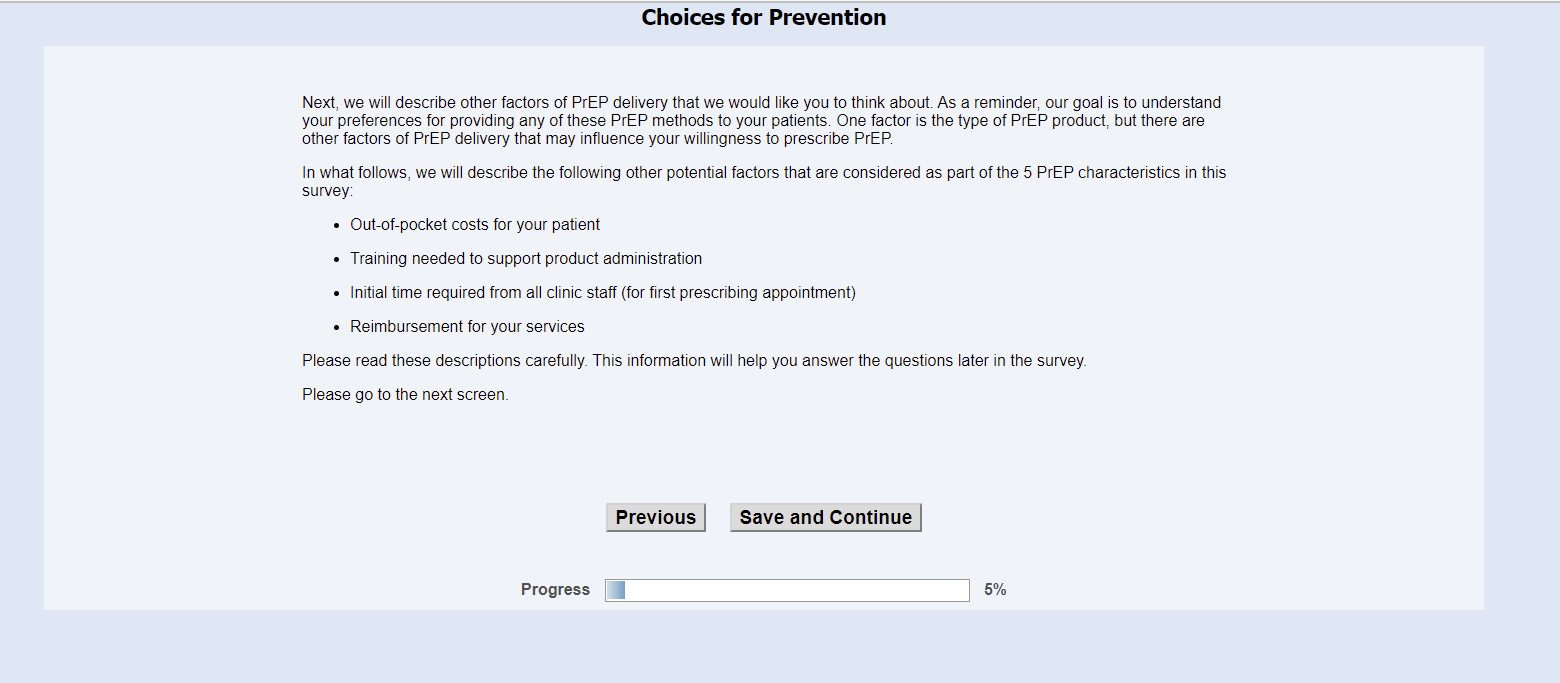 Choices for Prevention
Next, we will describe other factors of PrEP delivery that we would like you to think about. As a reminder, our goal is to understand
your preferences for providing any of these PrEP methods to your patients. One factor is the type of PrEP product, but there are
other factors of PrEP delivery that may influence your willingness to prescribe PrEP.
In what follows, we will describe the following other potential factors that are considered as part of the 5 PrEP characteristics in this
survey:
• Out-of-pocket costs for your patient
• Training needed to support product administration
• Initial time required from all clinic staff (for first prescribing appointment)
• Reimbursement for your services
Please read these descriptions carefully. This information will help you answer the questions later in the survey.
Please go to the next screen.
Previous Save and Continue
Progress 5%